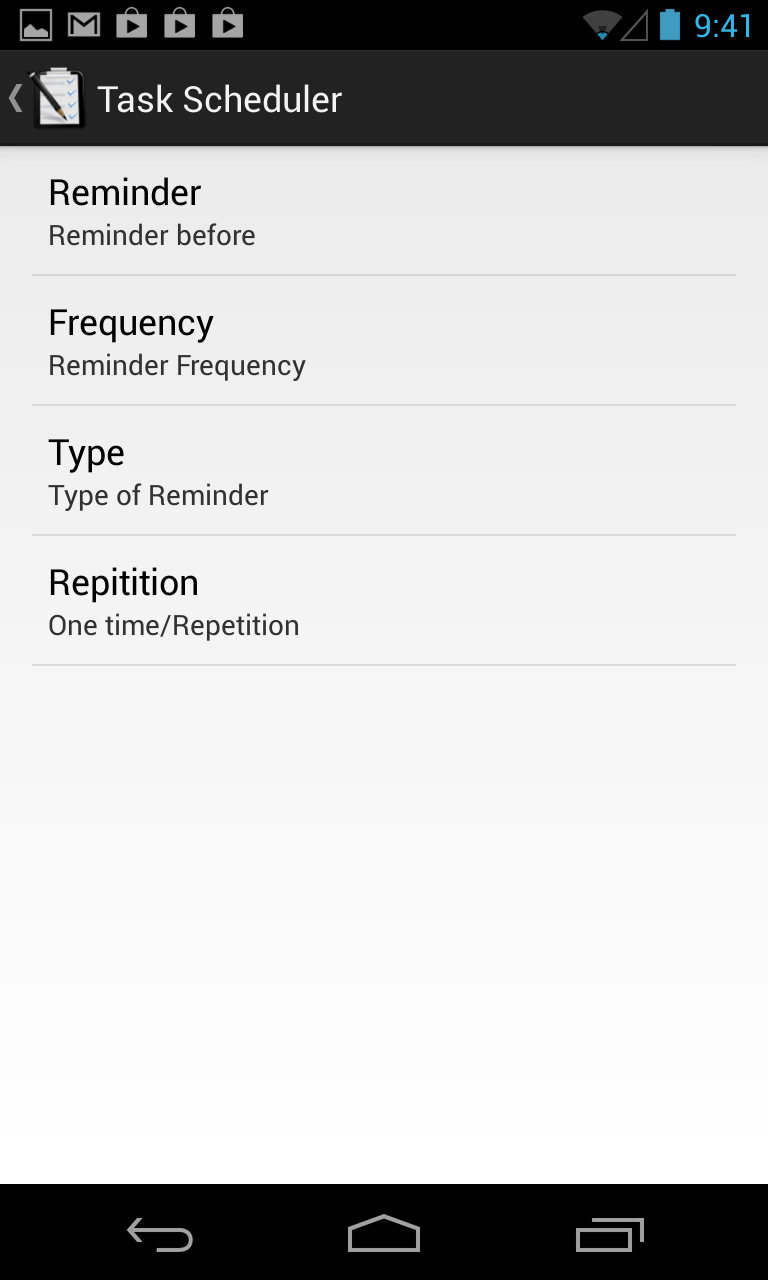 9:41
Task Scheduler
Reminder
Reminder before
Frequency
Reminder Frequency
Type
Type of Reminder
Repitition
One time/Repetition